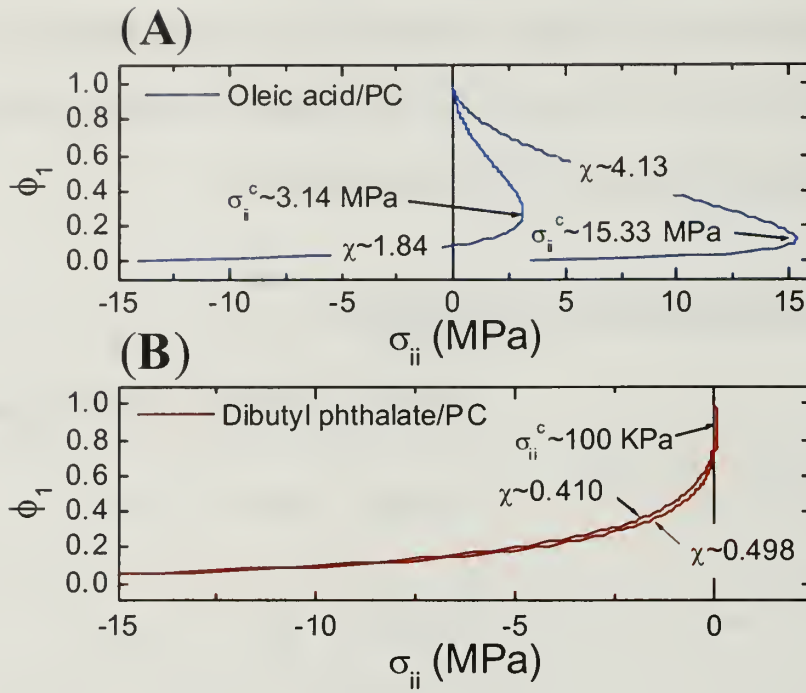 (A)
1.0
0.8
0.6
0.4
0.2
0.0
ϕ₁
Oleic acid/PC
χ~4.13
σᵢᵢᶜ~3.14 MPa
σᵢᵢᶜ~15.33 MPa
χ~1.84
-15 -10 -5 0 5 10 15
σᵢᵢ (MPa)
(B)
1.0
0.8
0.6
0.4
0.2
0.0
ϕ₁
Dibutyl phthalate/PC
σᵢᵢᶜ~100 KPa
χ~0.410
χ~0.498
-15 -10 -5 0
σᵢᵢ (MPa)